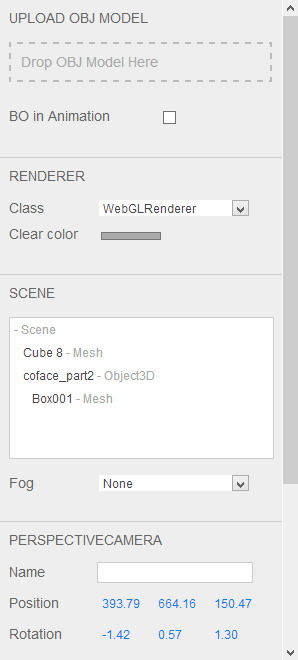 UPLOAD OBJ MODEL
Drop OBJ Model Here
BO in Animation
RENDERER
Class WebGLRenderer
Clear color
SCENE
- Scene
Cube 8 - Mesh
coface_part2 - Object3D
Box001 - Mesh
Fog None
PERSPECTIVECAMERA
Name
Position 393.79 664.16 150.47
Rotation -1.42 0.57 1.30